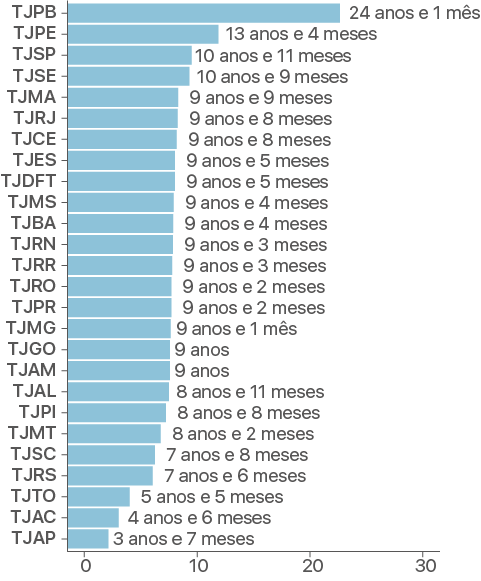 TJPB 24 anos e 1 mês
TJPE 13 anos e 4 meses
TJSP 10 anos e 11 meses
TJSE 10 anos e 9 meses
TJMA 9 anos e 9 meses
TJRJ 9 anos e 8 meses
TJCE 9 anos e 8 meses
TJES 9 anos e 5 meses
TJDFT 9 anos e 5 meses
TJMS 9 anos e 4 meses
TJBA 9 anos e 4 meses
TJRN 9 anos e 3 meses
TJRR 9 anos e 3 meses
TJRO 9 anos e 2 meses
TJPR 9 anos e 2 meses
TJMG 9 anos e 1 mês
TJGO 9 anos
TJAM 9 anos
TJAL 8 anos e 11 meses
TJPI 8 anos e 8 meses
TJMT 8 anos e 2 meses
TJSC 7 anos e 8 meses
TJRS 7 anos e 6 meses
TJTO 5 anos e 5 meses
TJAC 4 anos e 6 meses
TJAP 3 anos e 7 meses
0 10 20 30